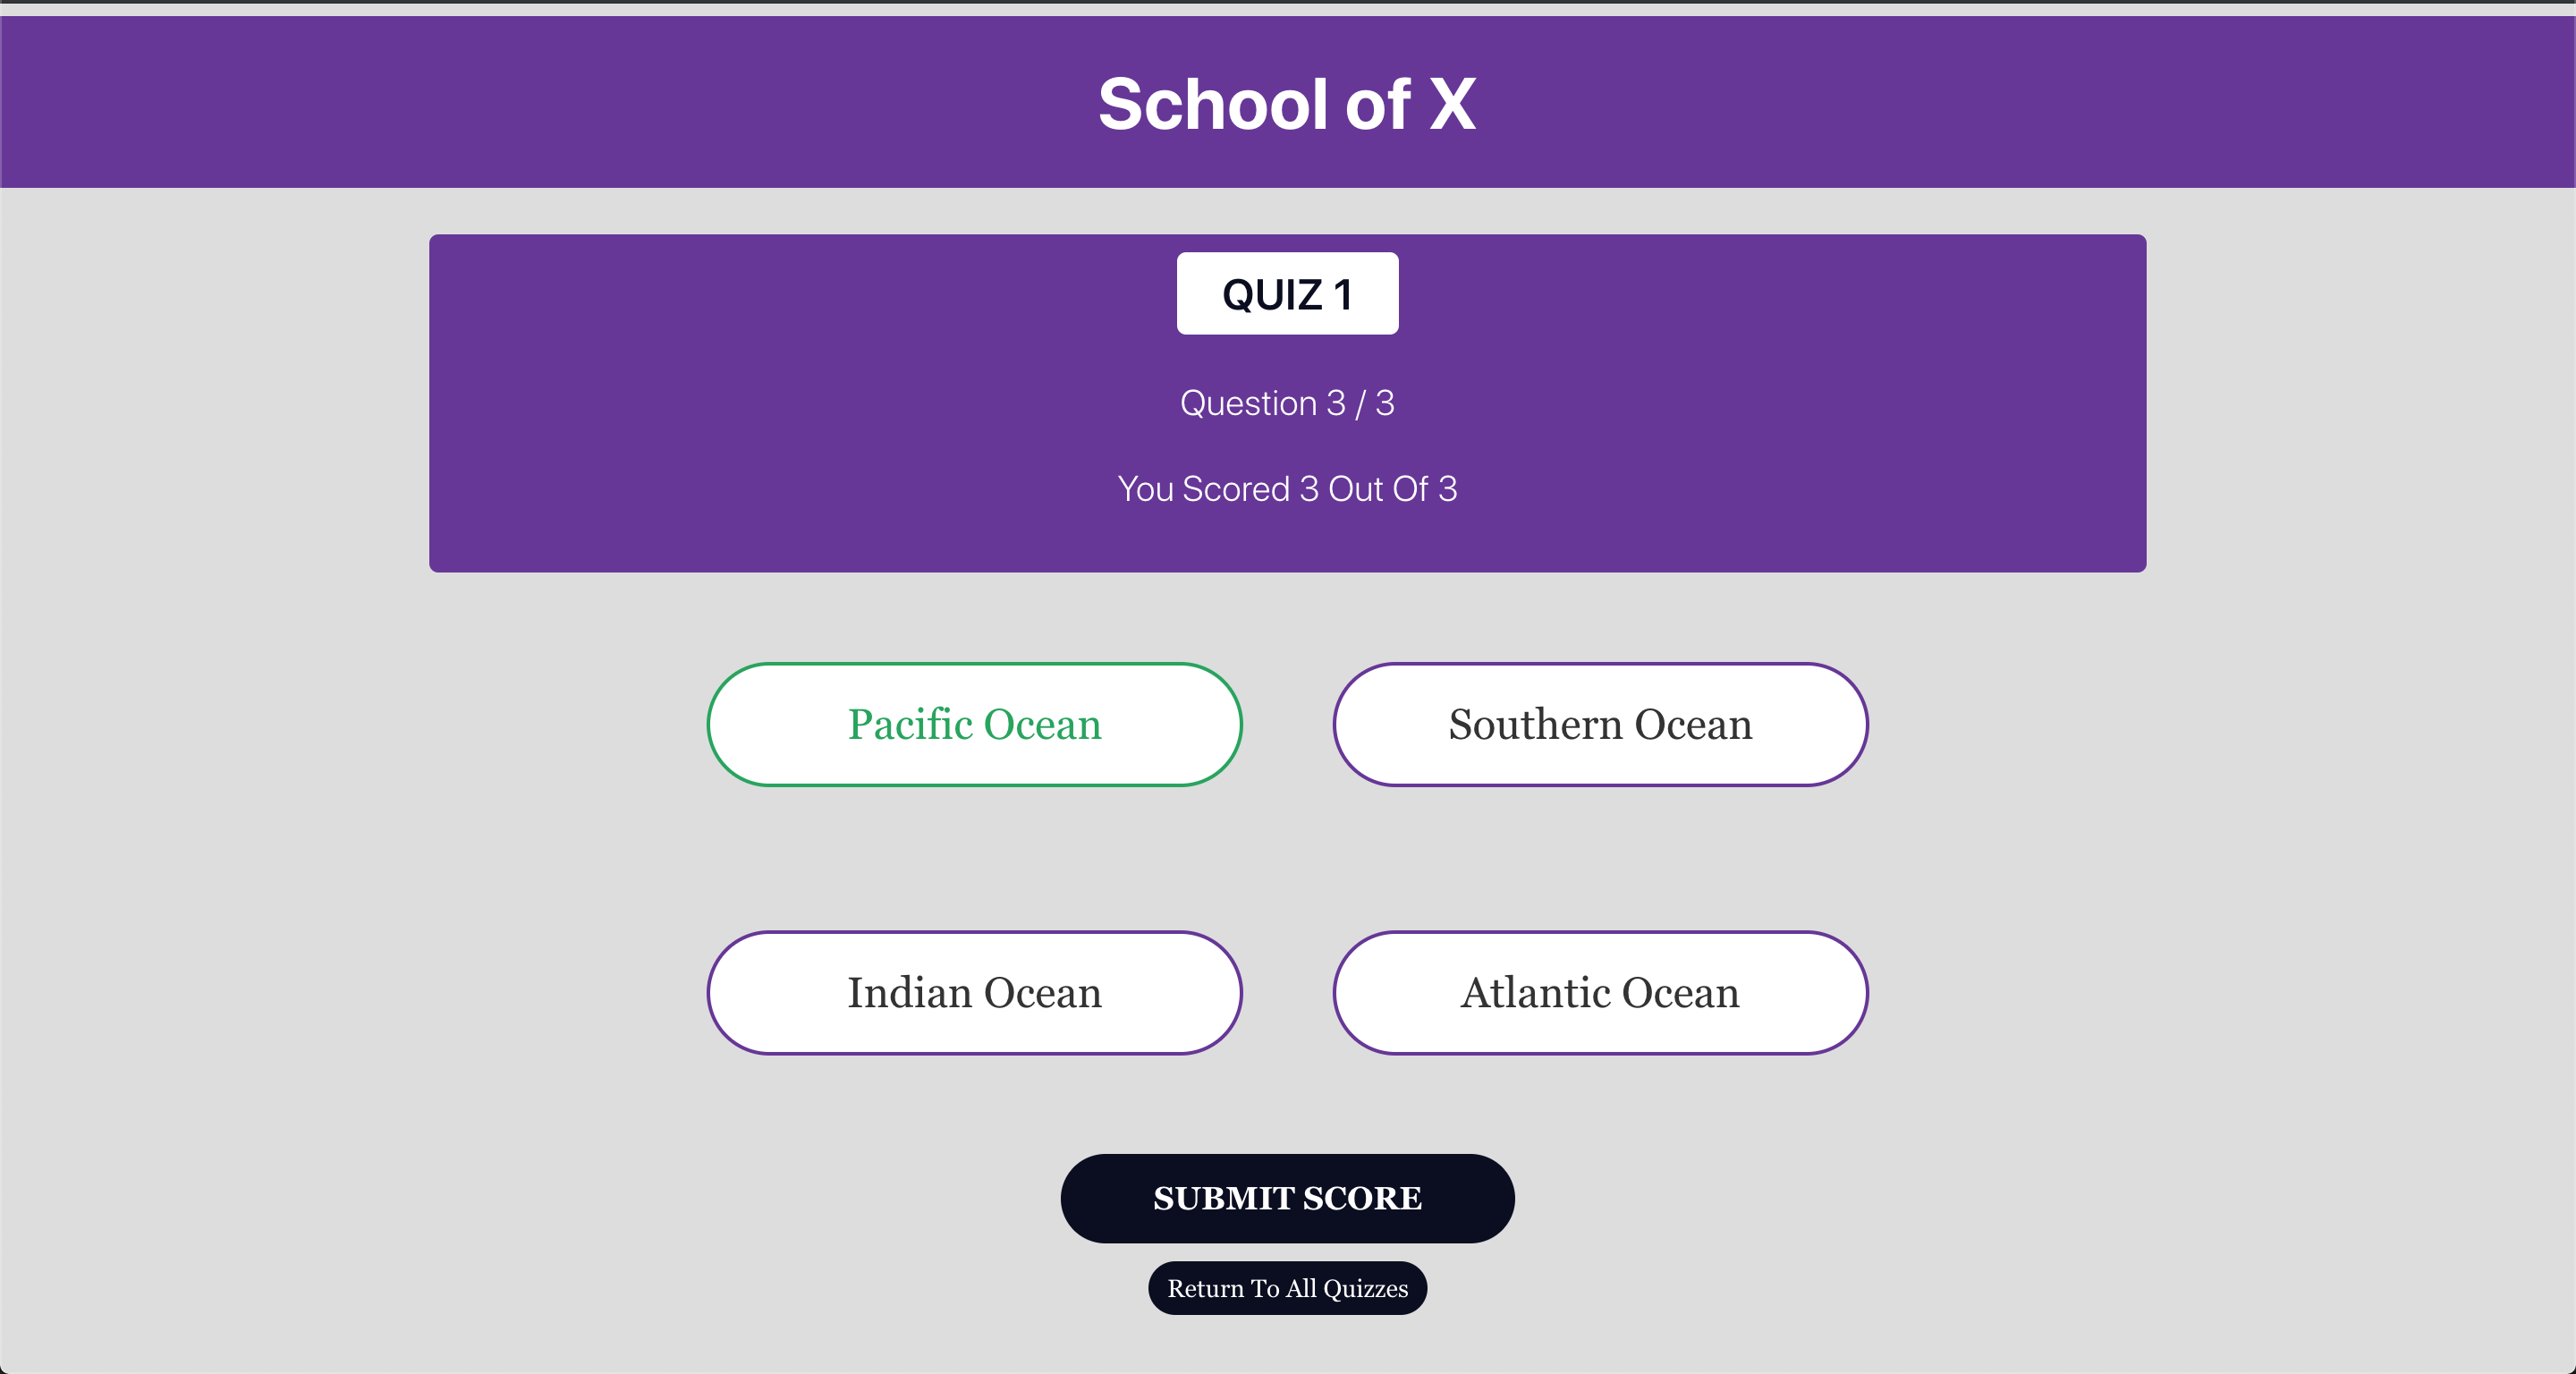 School of X
QUIZ 1
Question 3 / 3
You Scored 3 Out Of 3
Pacific Ocean
Southern Ocean
Indian Ocean
Atlantic Ocean
SUBMIT SCORE
Return To All Quizzes